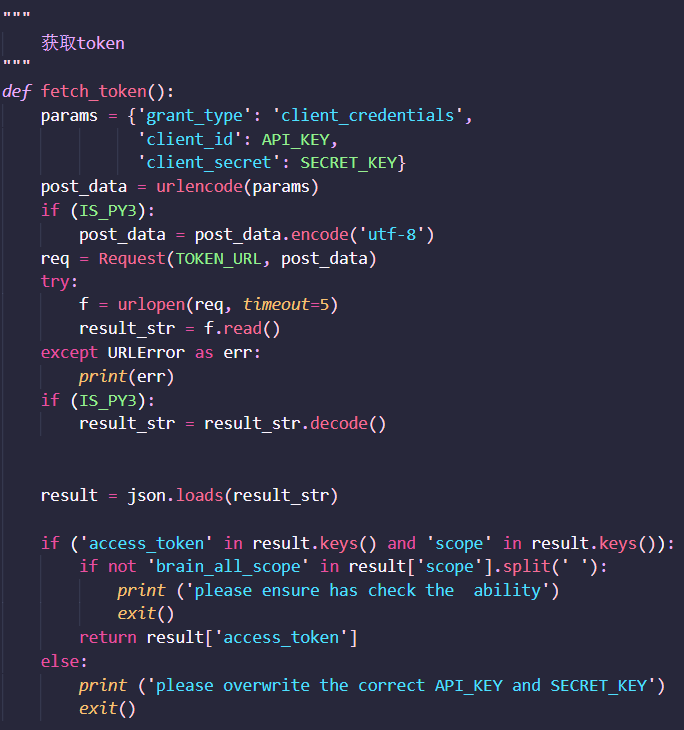 """
    获取token
"""
def fetch_token():
    params = {'grant_type': 'client_credentials',
              'client_id': API_KEY,
              'client_secret': SECRET_KEY}
    post_data = urlencode(params)
    if (IS_PY3):
        post_data = post_data.encode('utf-8')
    req = Request(TOKEN_URL, post_data)
    try:
        f = urlopen(req, timeout=5)
        result_str = f.read()
    except URLError as err:
        print(err)
    if (IS_PY3):
        result_str = result_str.decode()
    result = json.loads(result_str)
    if ('access_token' in result.keys() and 'scope' in result.keys()):
        if not 'brain_all_scope' in result['scope'].split(' '):
            print ('please ensure has check the  ability')
            exit()
        return result['access_token']
    else:
        print ('please overwrite the correct API_KEY and SECRET_KEY')
        exit()